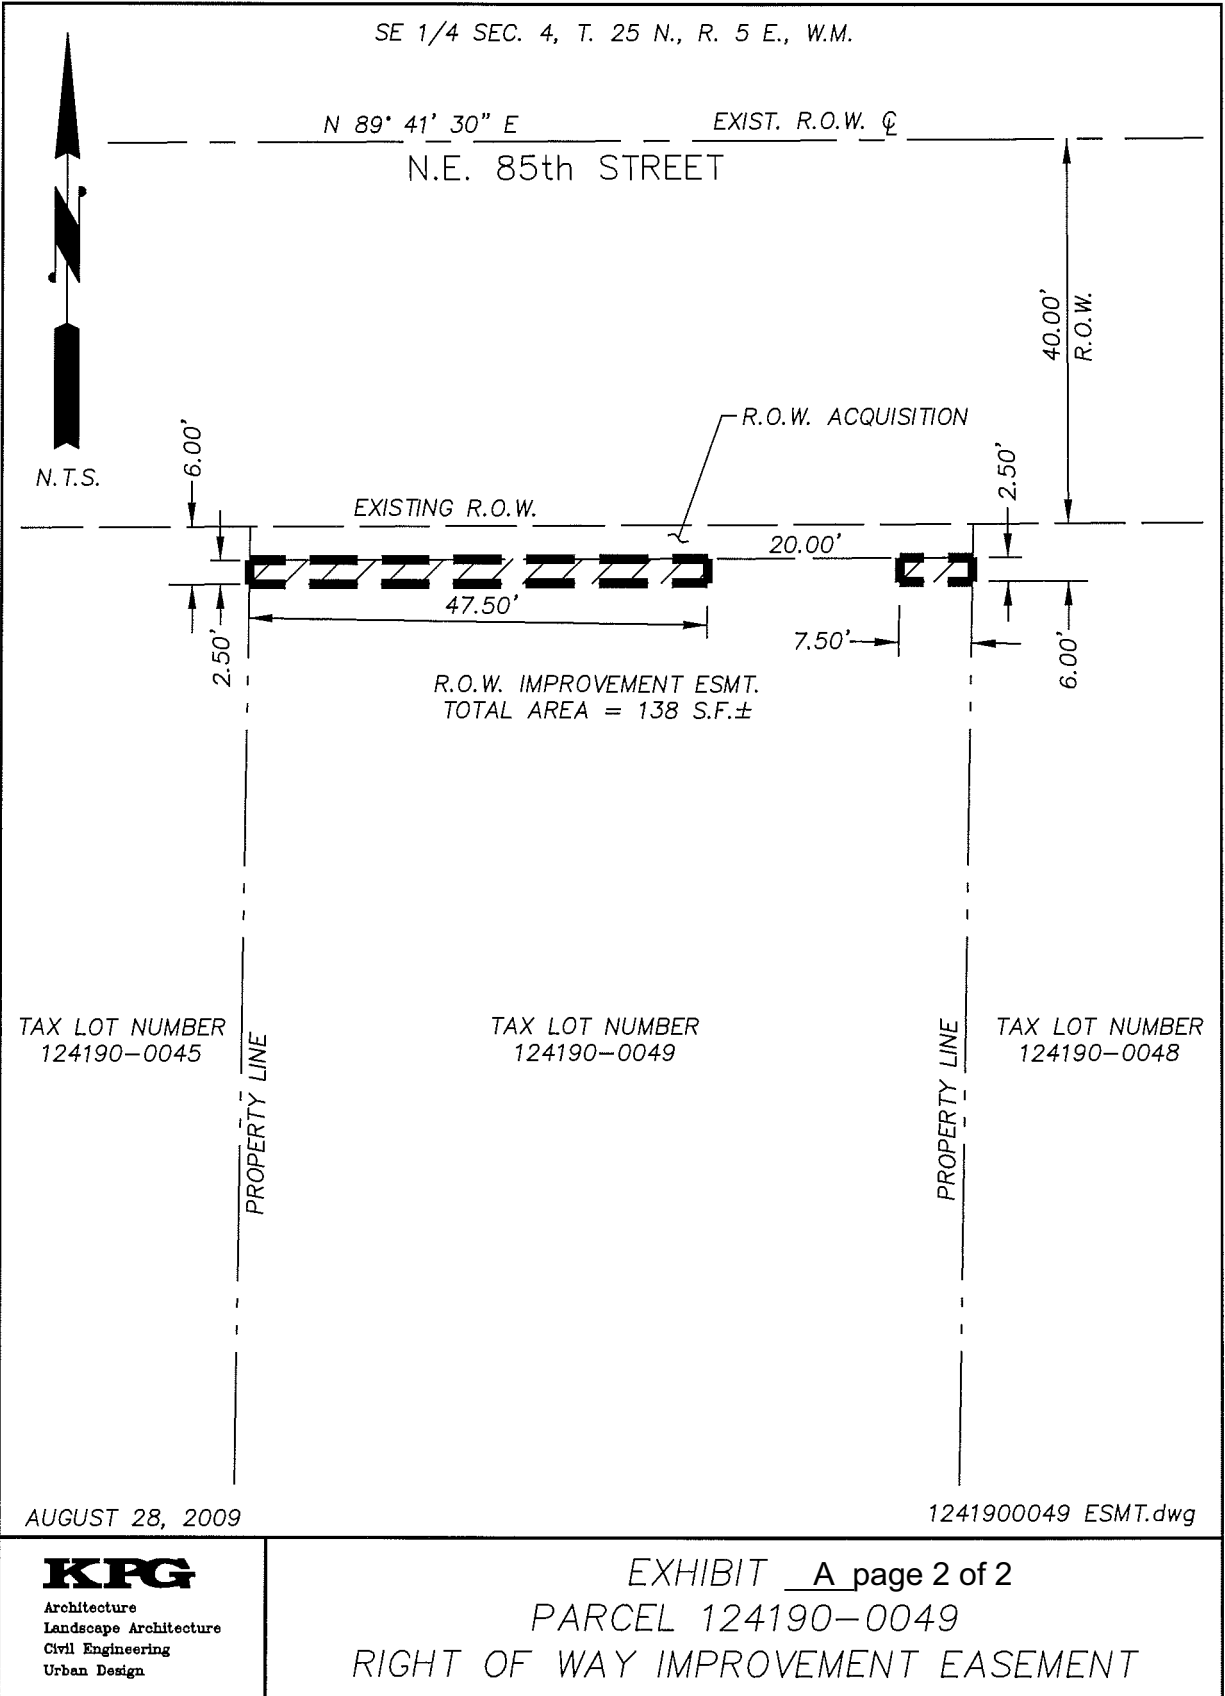 SE 1/4 SEC. 4, T. 25 N., R. 5 E., W.M.
N 89° 41' 30" E
EXIST. R.O.W. ℄
N.E. 85th STREET
N
N.T.S.
40.00'
R.O.W.
R.O.W. ACQUISITION
6.00'
2.50'
EXISTING R.O.W.
20.00'
47.50'
2.50'
7.50'
6.00'
R.O.W. IMPROVEMENT ESMT.
TOTAL AREA = 138 S.F.±
TAX LOT NUMBER
124190-0045
PROPERTY LINE
TAX LOT NUMBER
124190-0049
PROPERTY LINE
TAX LOT NUMBER
124190-0048
AUGUST 28, 2009
1241900049 ESMT.dwg
KPG
Architecture
Landscape Architecture
Civil Engineering
Urban Design
EXHIBIT A page 2 of 2
PARCEL 124190-0049
RIGHT OF WAY IMPROVEMENT EASEMENT